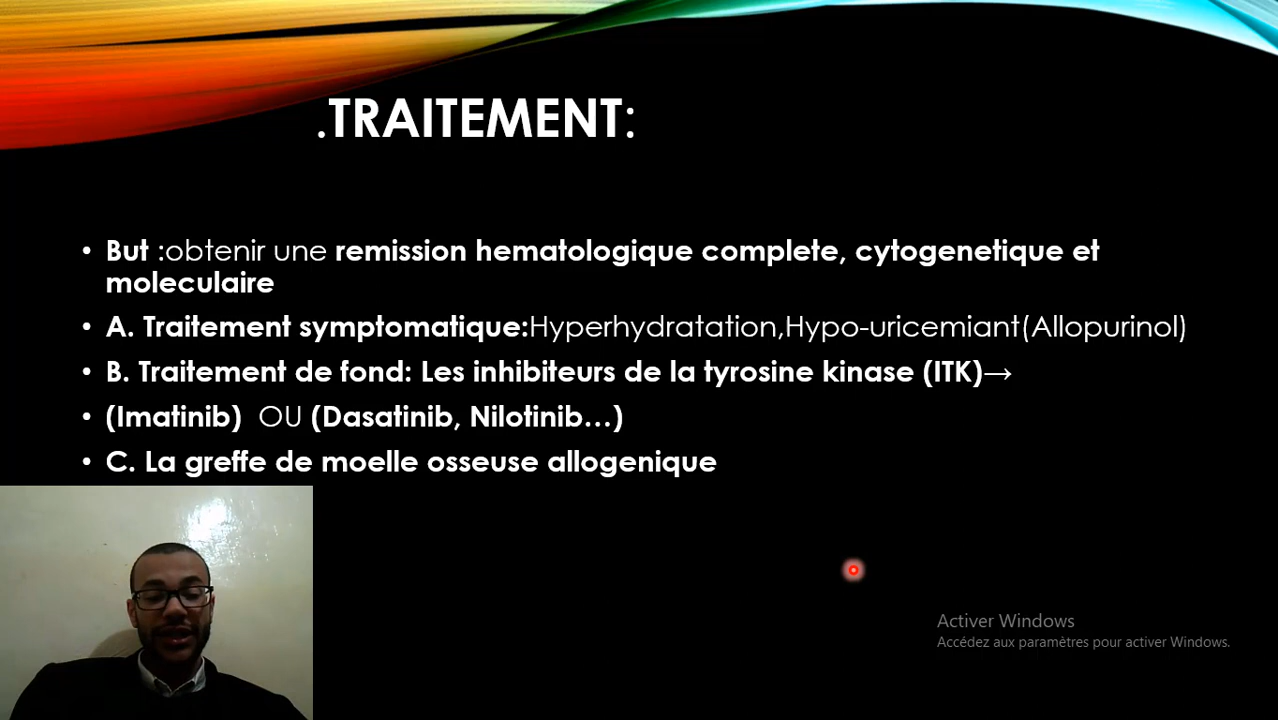 .TRAITEMENT:
• But :obtenir une remission hematologique complete, cytogenetique et
moleculaire
• A. Traitement symptomatique:Hyperhydratation,Hypo-uricemiant(Allopurinol)
• B. Traitement de fond: Les inhibiteurs de la tyrosine kinase (ITK)→
• (Imatinib) OU (Dasatinib, Nilotinib...)
• C. La greffe de moelle osseuse allogenique
Activer Windows
Accédez aux paramètres pour activer Windows.